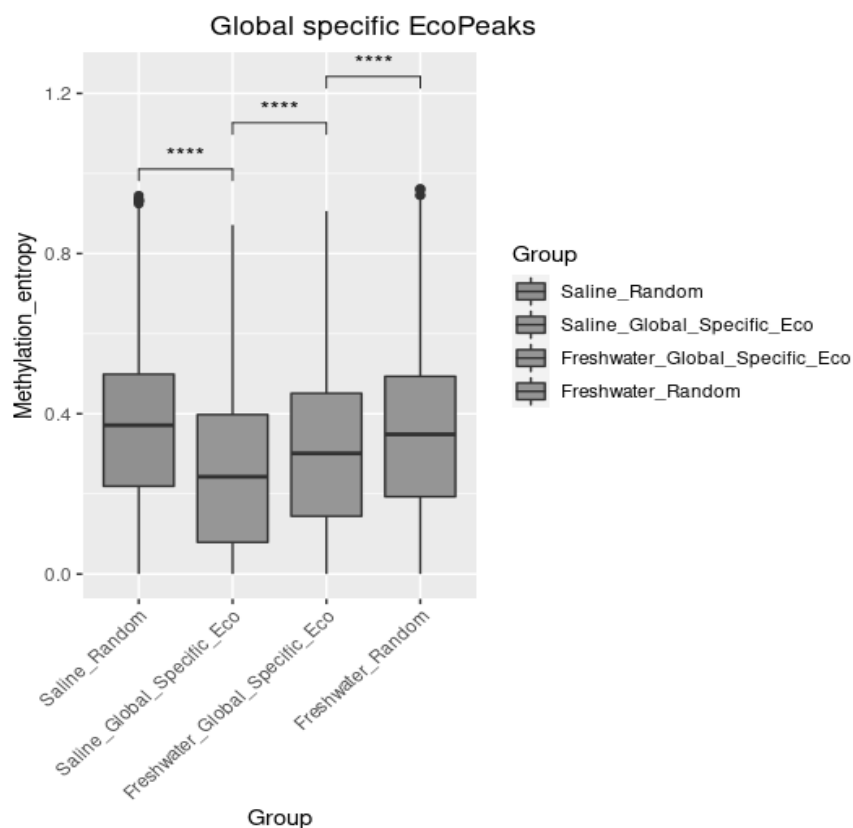 Global specific EcoPeaks
****
****
****
1.2
0.8
0.4
0.0
Methylation_entropy
Saline_Random
Saline_Global_Specific_Eco
Freshwater_Global_Specific_Eco
Freshwater_Random
Group
Group
Saline_Random
Saline_Global_Specific_Eco
Freshwater_Global_Specific_Eco
Freshwater_Random